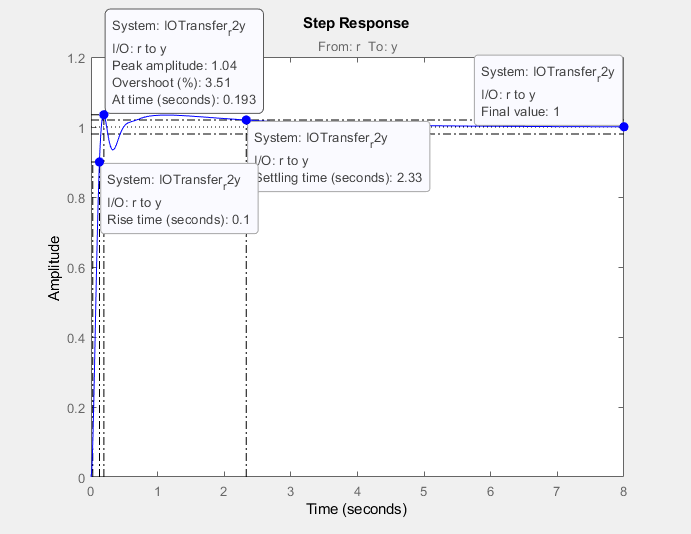 Step Response
From: r To: y
System: IOTransfer_r2y
I/O: r to y
Peak amplitude: 1.04
Overshoot (%): 3.51
At time (seconds): 0.193
System: IOTransfer_r2y
I/O: r to y
Final value: 1
System: IOTransfer_r2y
I/O: r to y
Settling time (seconds): 2.33
System: IOTransfer_r2y
I/O: r to y
Rise time (seconds): 0.1
Amplitude
1.2
1
0.8
0.6
0.4
0.2
0
0 1 2 3 4 5 6 7 8
Time (seconds)